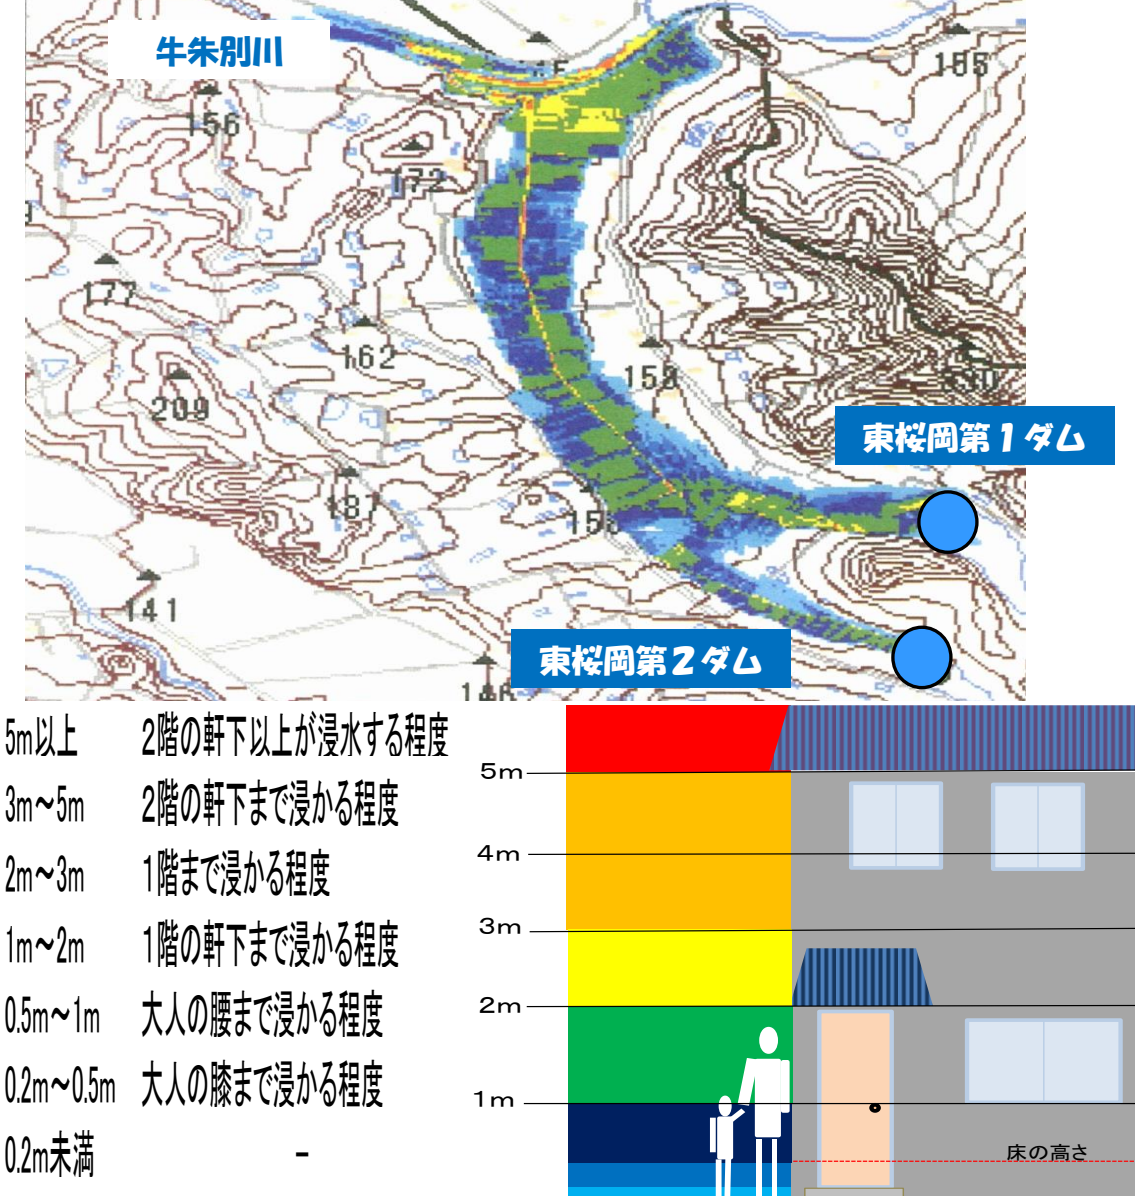 牛朱別川
156
172
155
177
162
158
209
東桜岡第1ダム
187
141
東桜岡第2ダム
5m以上 2階の軒下以上が浸水する程度
3m～5m 2階の軒下まで浸かる程度
2m～3m 1階まで浸かる程度
1m～2m 1階の軒下まで浸かる程度
0.5m～1m 大人の腰まで浸かる程度
0.2m～0.5m 大人の膝まで浸かる程度
0.2m未満 －
5m
4m
3m
2m
1m
床の高さ